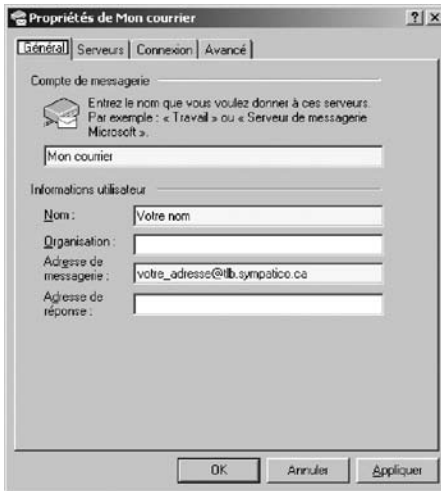 Propriétés de Mon courrier
Général Serveurs Connexion Avancé
Compte de messagerie
Entrez le nom que vous voulez donner à ces serveurs.
Par exemple : « Travail » ou « Serveur de messagerie
Microsoft ».
Mon courrier
Informations utilisateur
Nom : Votre nom
Organisation :
Adresse de
messagerie : votre_adresse@tlb.sympatico.ca
Adresse de
réponse :
OK Annuler Appliquer